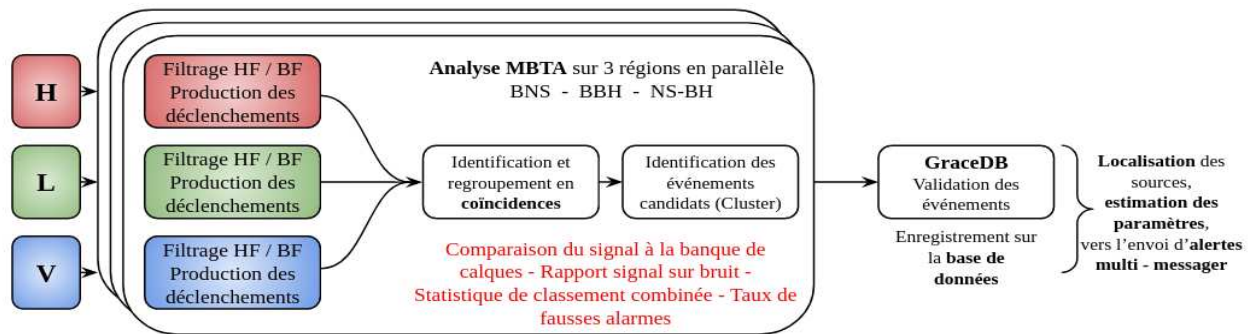 H
L
V
Filtrage HF / BF
Production des
déclenchements
Filtrage HF / BF
Production des
déclenchements
Filtrage HF / BF
Production des
déclenchements
Analyse MBTA sur 3 régions en parallèle
BNS - BBH - NS-BH
Identification et
regroupement en
coïncidences
Identification des
événements
candidats (Cluster)
Comparaison du signal à la banque de
calques - Rapport signal sur bruit -
Statistique de classement combinée - Taux de
fausses alarmes
GraceDB
Validation des
événements
Enregistrement sur
la base de
données
Localisation des
sources,
estimation des
paramètres,
vers l’envoi d’alertes
multi - messager